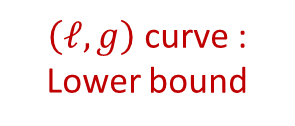 (ℓ, g) curve :
Lower bound